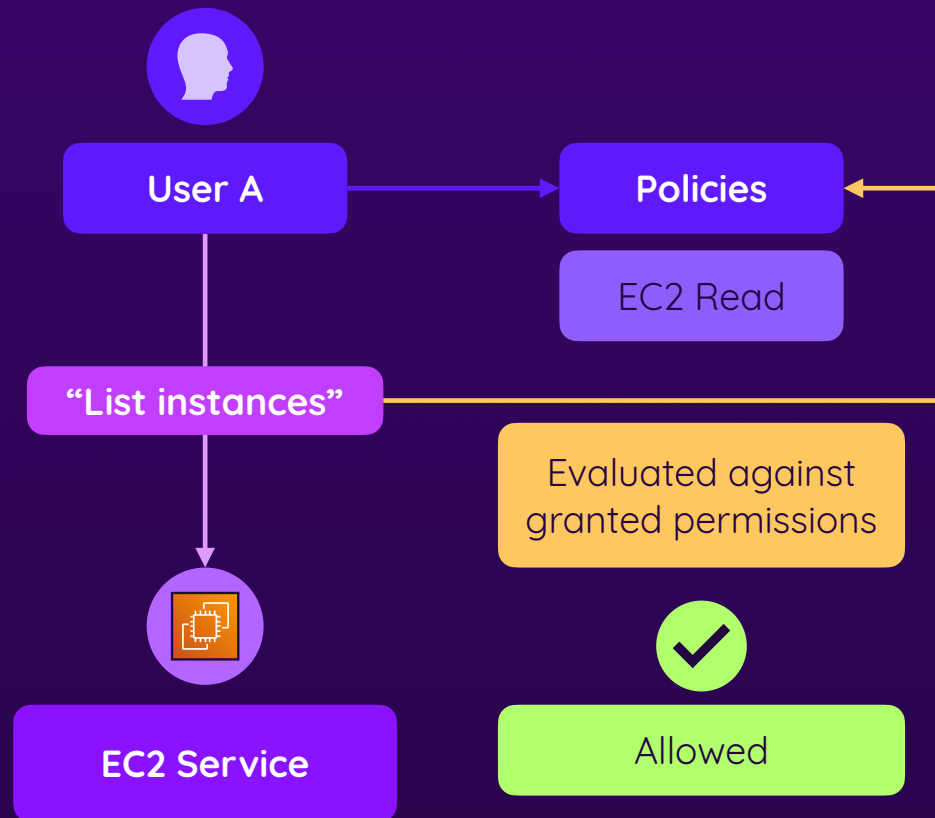 User A
Policies
EC2 Read
“List instances”
Evaluated against
granted permissions
Allowed
EC2 Service